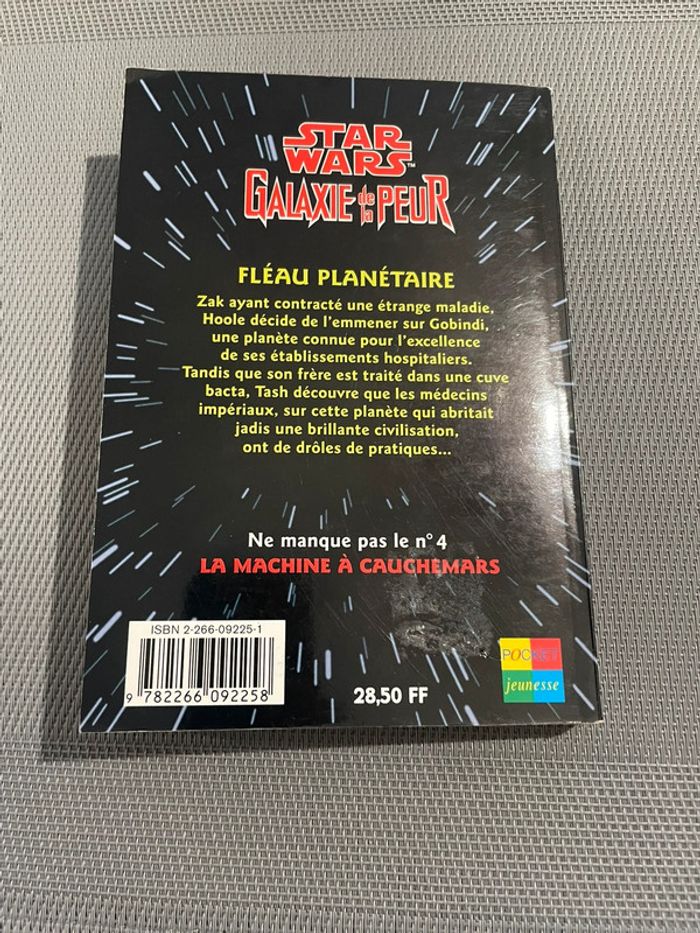 STAR
WARS™
GALAXIE de la PEUR
FLÉAU PLANÉTAIRE
Zak ayant contracté une étrange maladie,
Hoole décide de l'emmener sur Gobindi,
une planète connue pour l'excellence
de ses établissements hospitaliers.
Tandis que son frère est traité dans une cuve
bacta, Tash découvre que les médecins
impériaux, sur cette planète qui abritait
jadis une brillante civilisation,
ont de drôles de pratiques...
Ne manque pas le n° 4
LA MACHINE À CAUCHEMARS
ISBN 2-266-09225-1
9 782266 092258
28,50 FF
POCKET
jeunesse